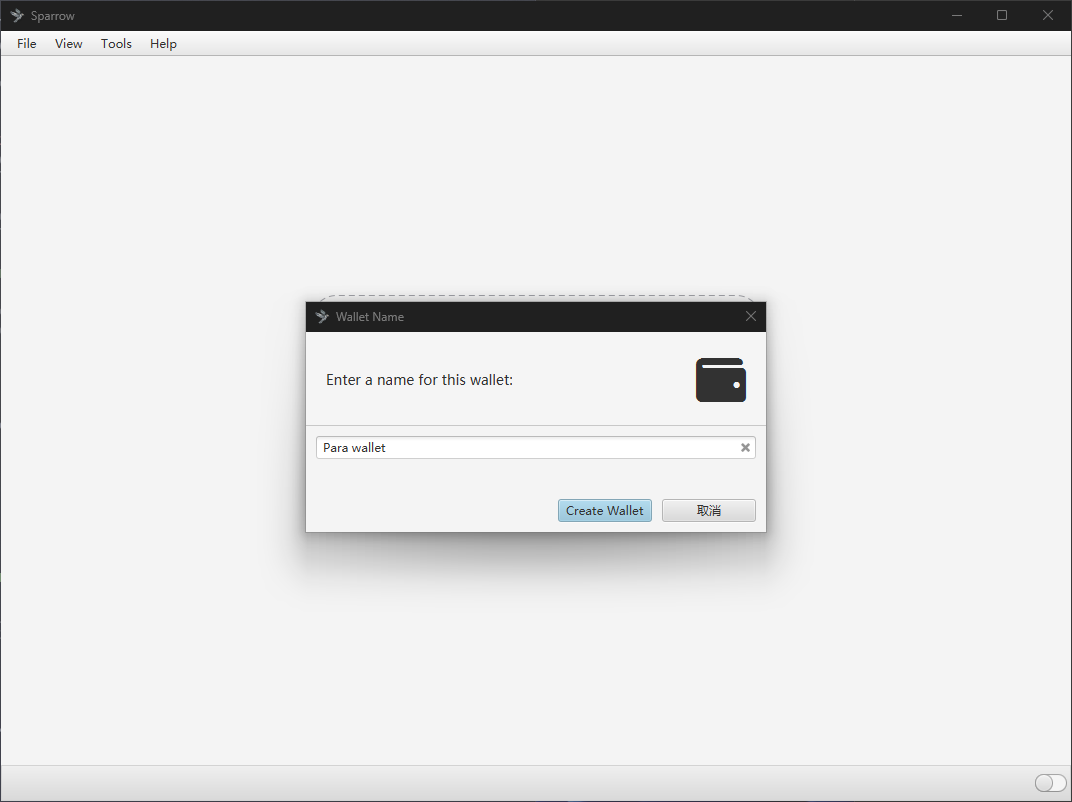 Sparrow
File View Tools Help
Wallet Name
Enter a name for this wallet:
Para wallet
Create Wallet 取消